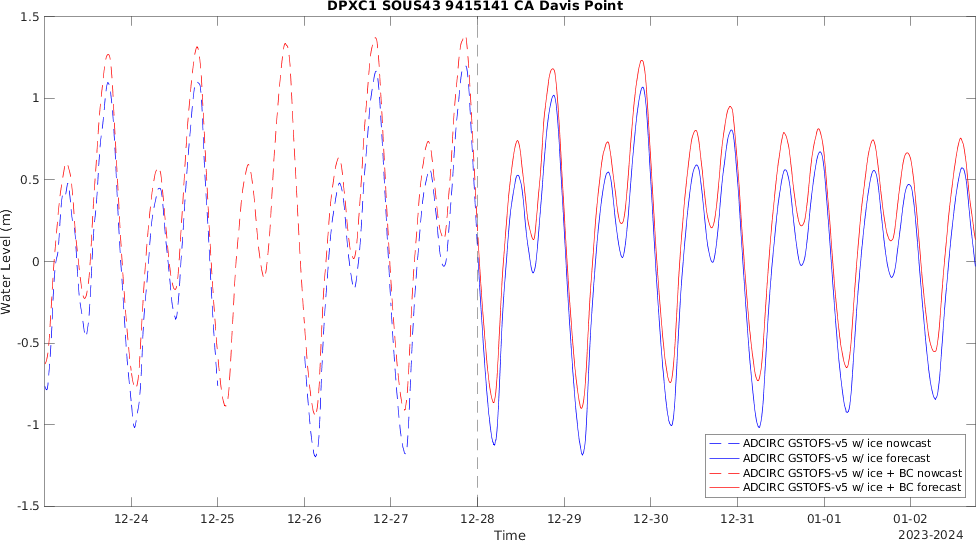 DPXC1 SOUS43 9415141 CA Davis Point
1.5
1
0.5
0
-0.5
-1
-1.5
Water Level (m)
ADCIRC GSTOFS-v5 w/ ice nowcast
ADCIRC GSTOFS-v5 w/ ice forecast
ADCIRC GSTOFS-v5 w/ ice + BC nowcast
ADCIRC GSTOFS-v5 w/ ice + BC forecast
12-24 12-25 12-26 12-27 12-28 12-29 12-30 12-31 01-01 01-02
Time
2023-2024